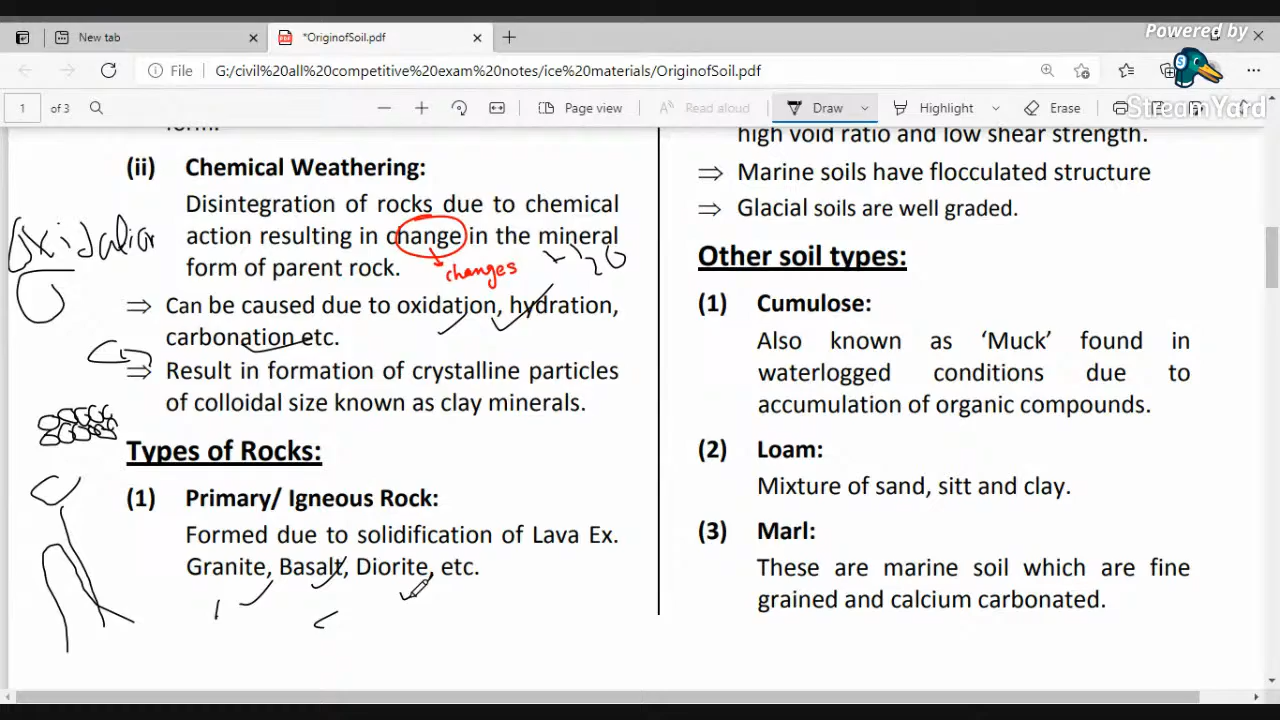 Powered by
New tab
*OriginofSoil.pdf
File
G:/civil%20all%20competitive%20exam%20notes/ice%20materials/OriginofSoil.pdf
StreamYard
1 of 3
Page view
Read aloud
Draw
Highlight
Erase
form.
(ii) Chemical Weathering:
Disintegration of rocks due to chemical
action resulting in change in the mineral
form of parent rock.
changes
H20
Oxidation
⇒ Can be caused due to oxidation, hydration,
carbonation etc.
⇒ Result in formation of crystalline particles
of colloidal size known as clay minerals.
Types of Rocks:
(1) Primary/ Igneous Rock:
Formed due to solidification of Lava Ex.
Granite, Basalt, Diorite, etc.
high void ratio and low shear strength.
⇒ Marine soils have flocculated structure
⇒ Glacial soils are well graded.
Other soil types:
(1) Cumulose:
Also known as ‘Muck’ found in
waterlogged conditions due to
accumulation of organic compounds.
(2) Loam:
Mixture of sand, sitt and clay.
(3) Marl:
These are marine soil which are fine
grained and calcium carbonated.